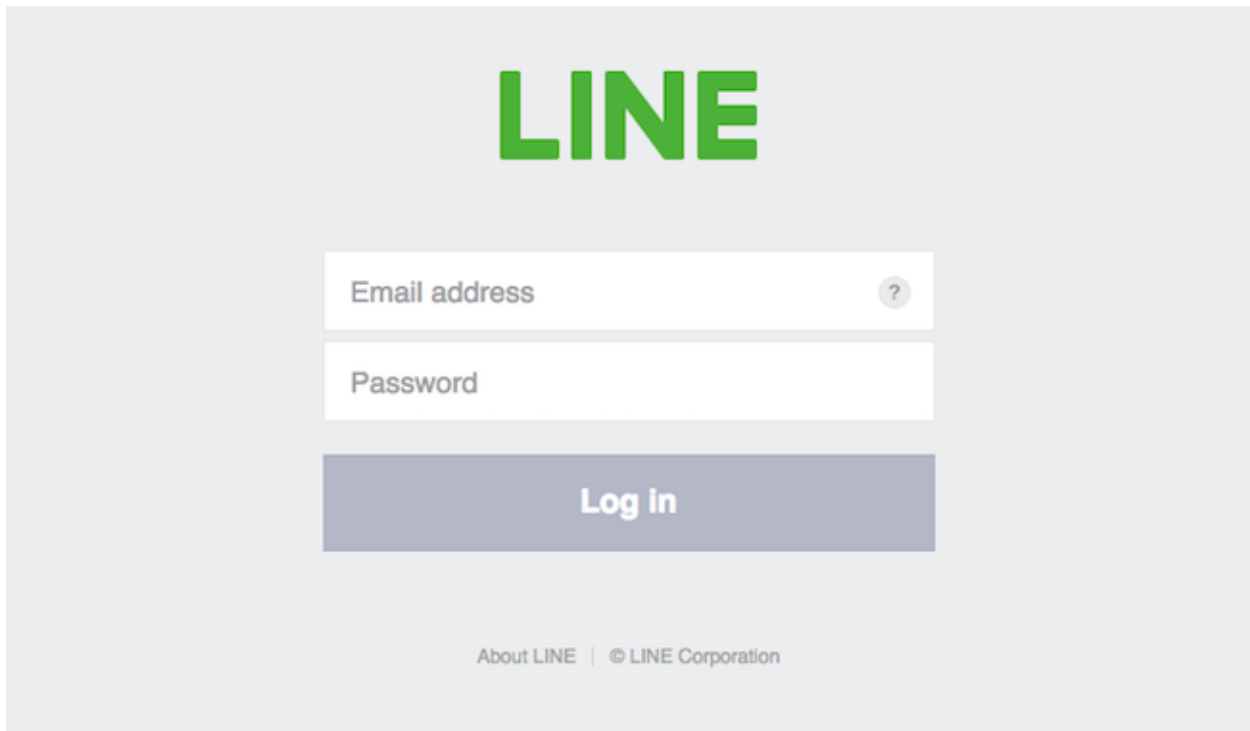 LINE
Email address ?
Password
Log in
About LINE | © LINE Corporation